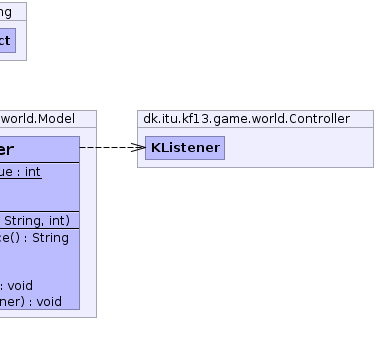 ng
ct
world.Model
dk.itu.kf13.game.world.Controller
er
KListener
ue : int
String, int)
ce() : String
: void
ner) : void